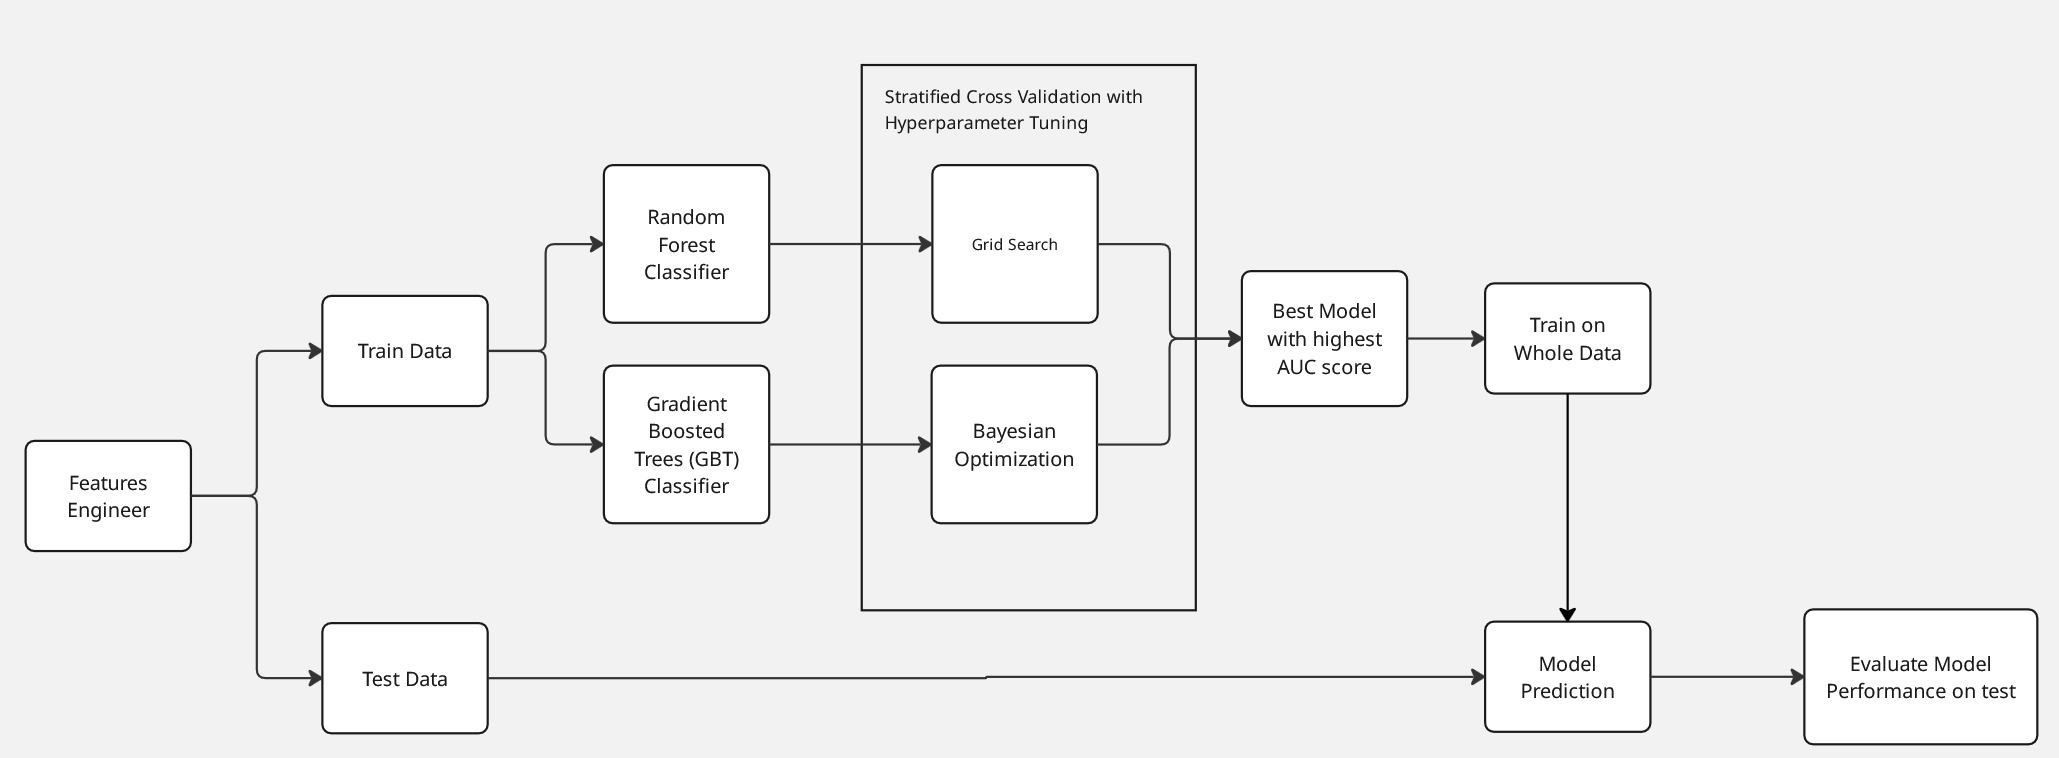 Stratified Cross Validation with
Hyperparameter Tuning
Random
Forest
Classifier
Grid Search
Best Model
with highest
AUC score
Train on
Whole Data
Train Data
Gradient
Boosted
Trees (GBT)
Classifier
Bayesian
Optimization
Features
Engineer
Test Data
Model
Prediction
Evaluate Model
Performance on test